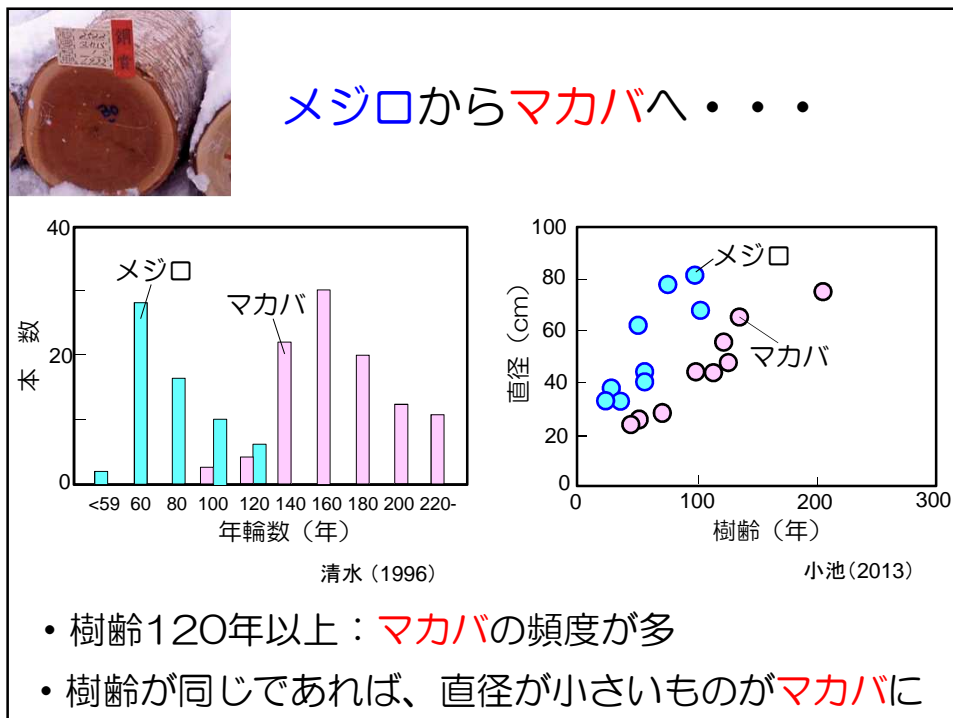 メジロからマカバへ・・・
40
20
0
本数
メジロ
マカバ
<59 60 80 100 120 140 160 180 200 220-
年輪数（年）
清水（1996）
100
80
60
40
20
0
直径（cm）
メジロ
マカバ
0 100 200 300
樹齢（年）
小池（2013）
・樹齢120年以上：マカバの頻度が多
・樹齢が同じであれば、直径が小さいものがマカバに